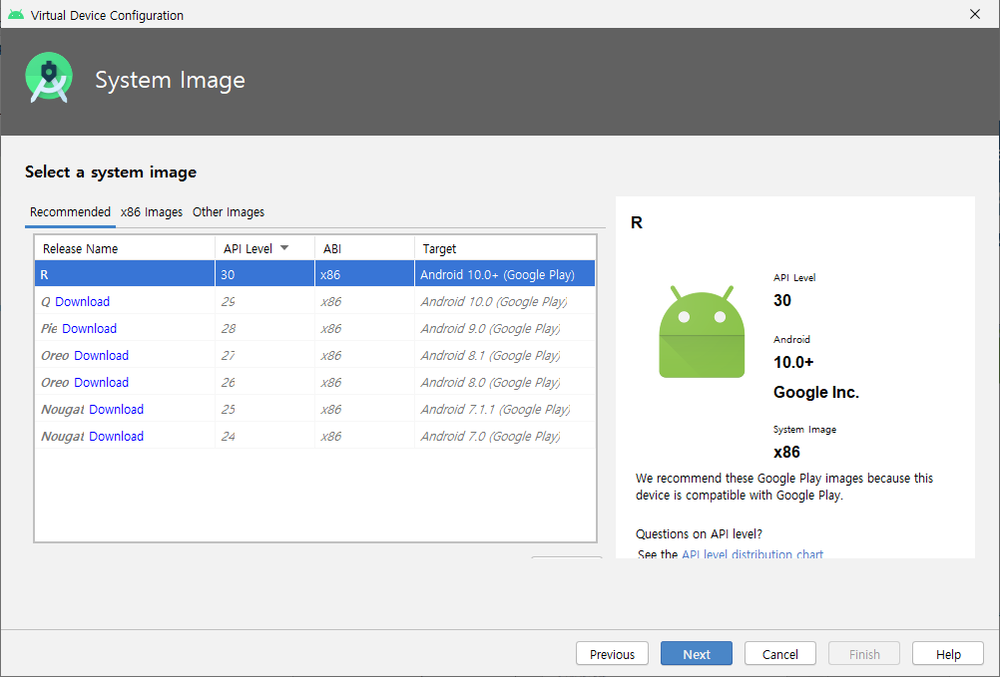 Virtual Device Configuration
System Image
Select a system image
Recommended x86 Images Other Images
Release Name API Level ABI Target
R 30 x86 Android 10.0+ (Google Play)
Q Download 29 x86 Android 10.0 (Google Play)
Pie Download 28 x86 Android 9.0 (Google Play)
Oreo Download 27 x86 Android 8.1 (Google Play)
Oreo Download 26 x86 Android 8.0 (Google Play)
Nougat Download 25 x86 Android 7.1.1 (Google Play)
Nougat Download 24 x86 Android 7.0 (Google Play)
R
API Level
30
Android
10.0+
Google Inc.
System Image
x86
We recommend these Google Play images because this
device is compatible with Google Play.
Questions on API level?
See the API level distribution chart
Previous Next Cancel Finish Help